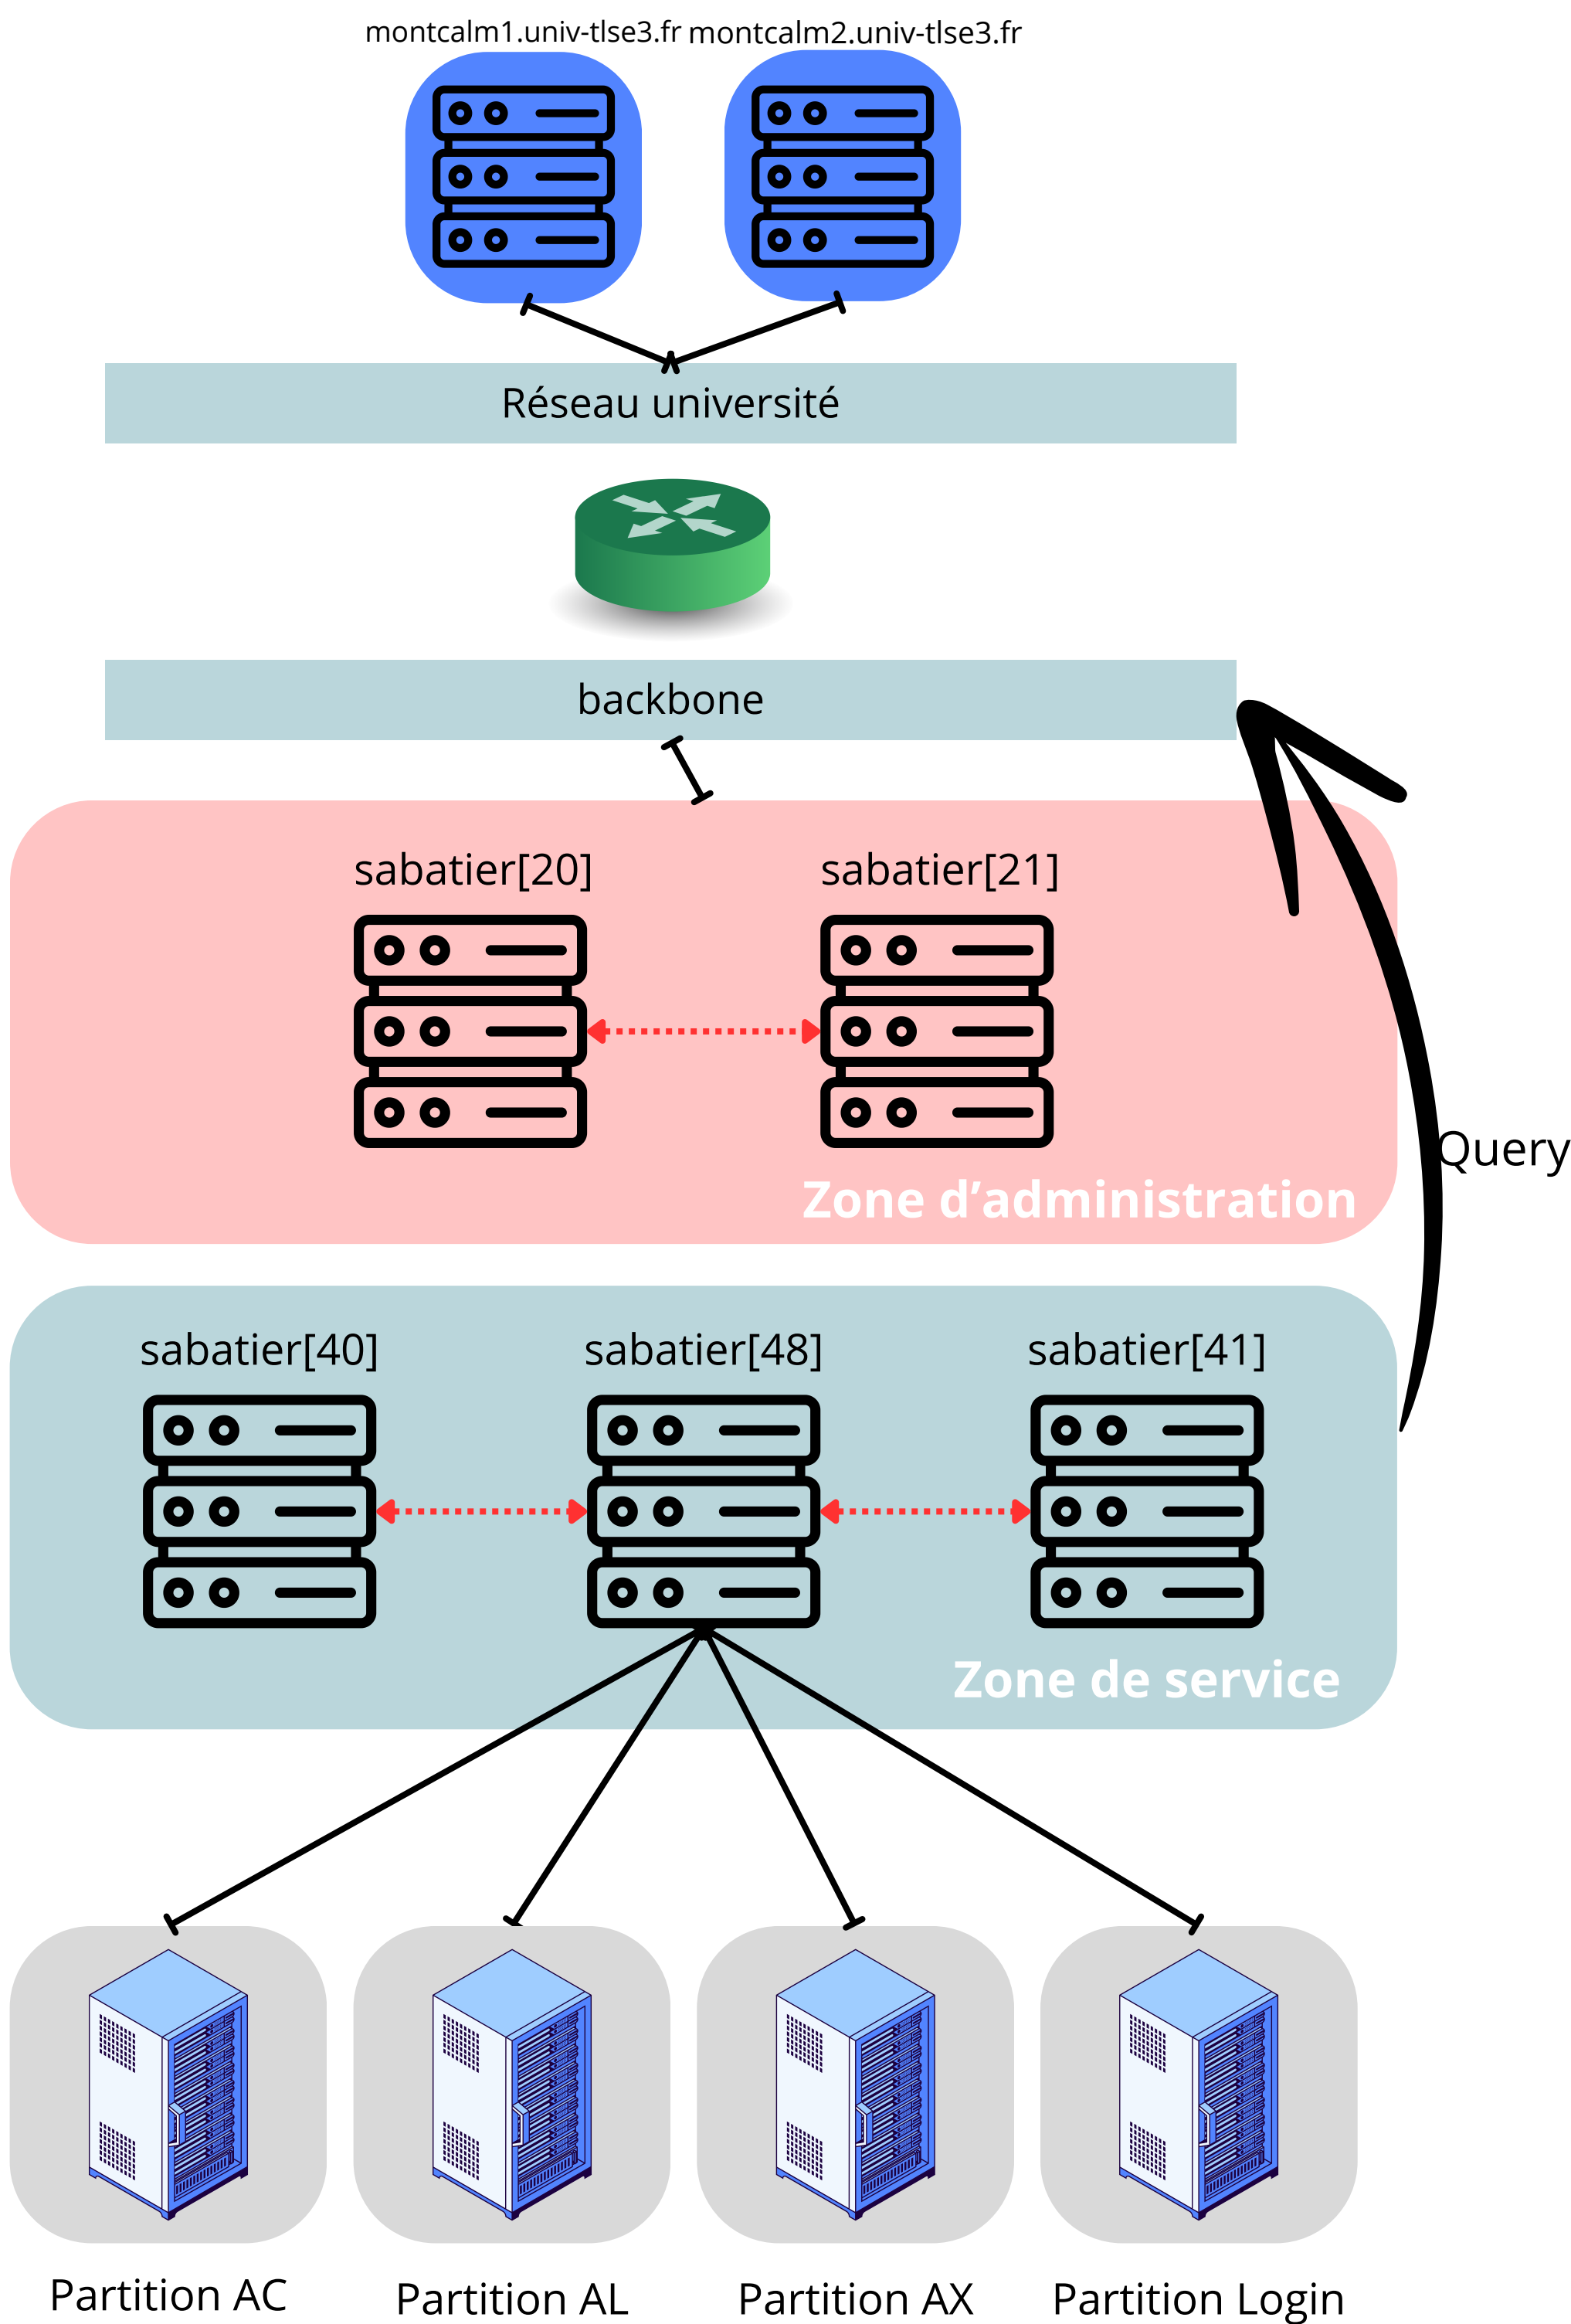 montcalm1.univ-tlse3.fr montcalm2.univ-tlse3.fr
Réseau université
backbone
sabatier[20] sabatier[21]
Query
Zone d’administration
sabatier[40] sabatier[48] sabatier[41]
Zone de service
Partition AC Partition AL Partition AX Partition Login